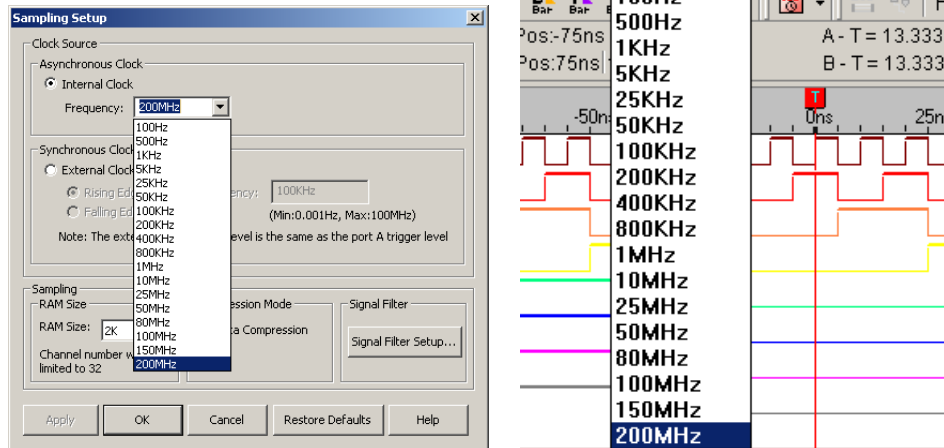 Sampling Setup
Clock Source
Asynchronous Clock
Internal Clock
Frequency: 200MHz
100Hz
500Hz
1KHz
5KHz
25KHz
50KHz
100KHz
200KHz
400KHz
800KHz
1MHz
10MHz
25MHz
50MHz
80MHz
100MHz
150MHz
200MHz
Synchronous Clock
External Clock
Rising Ed
ency: 100KHz
Falling Ed
(Min:0.001Hz, Max:100MHz)
Note: The exte
evel is the same as the port A trigger level
Sampling
RAM Size
RAM Size: 2K
Channel number w
limited to 32
ession Mode
a Compression
Signal Filter
Signal Filter Setup...
Apply OK Cancel Restore Defaults Help
Bar Bar
Pos:-75ns
Pos:75ns
A - T = 13.333
B - T = 13.333
-50n
T
0ns
25n
500Hz
1KHz
5KHz
25KHz
50KHz
100KHz
200KHz
400KHz
800KHz
1MHz
10MHz
25MHz
50MHz
80MHz
100MHz
150MHz
200MHz